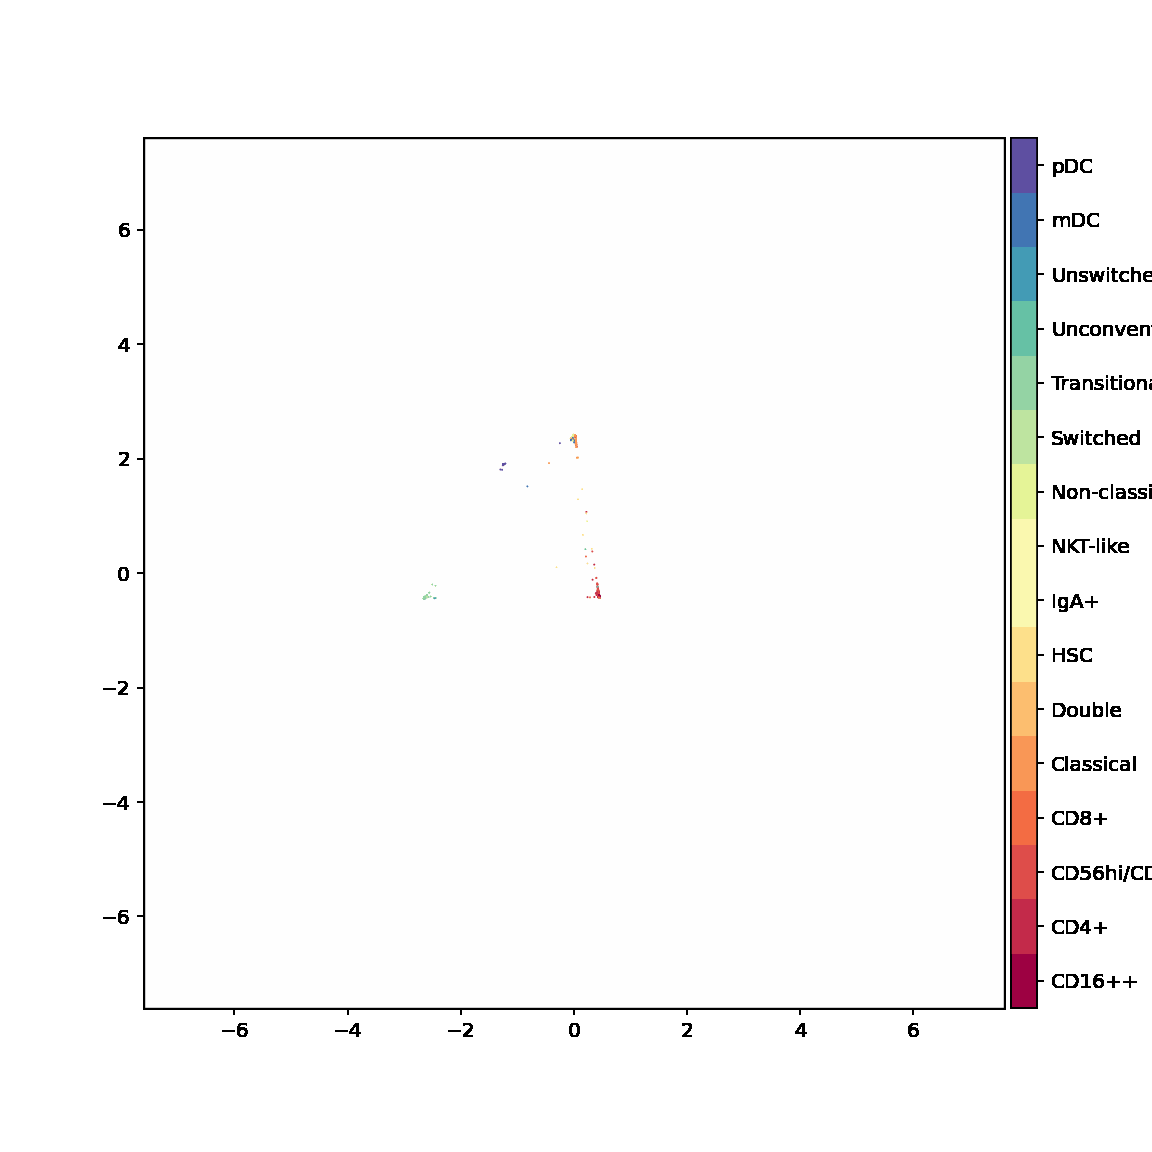 6
4
2
0
−2
−4
−6
−6
−4
−2
0
2
4
6
pDC
mDC
Unswitche
Unconven
Transitiona
Switched
Non-classi
NKT-like
IgA+
HSC
Double
Classical
CD8+
CD56hi/CD
CD4+
CD16++